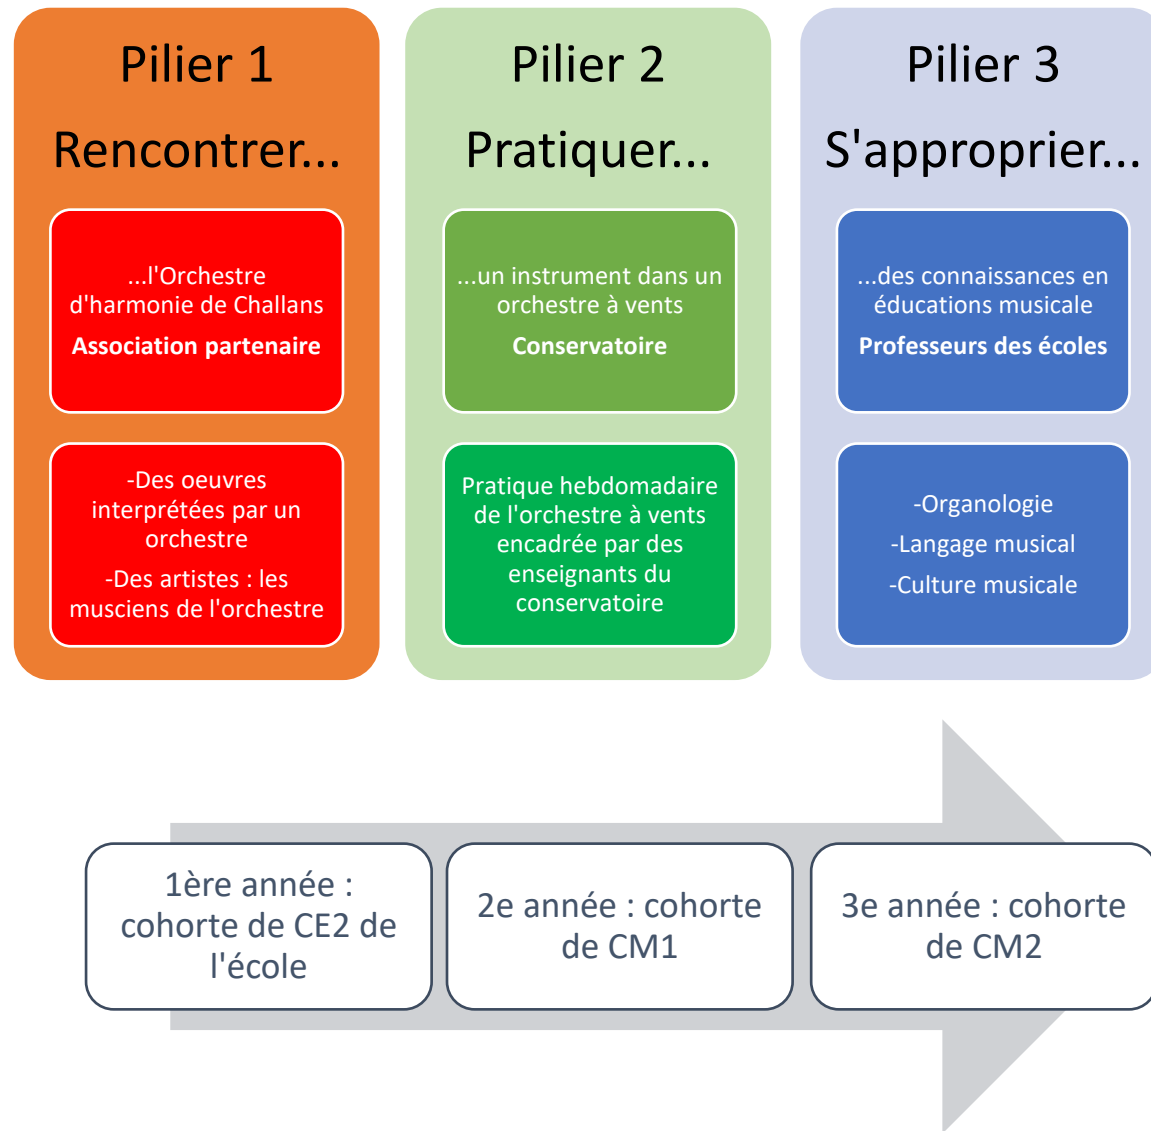 Pilier 1
Rencontrer...
...l'Orchestre
d'harmonie de Challans
Association partenaire
-Des oeuvres
interprétées par un
orchestre
-Des artistes : les
musciens de l'orchestre
Pilier 2
Pratiquer...
...un instrument dans un
orchestre à vents
Conservatoire
Pratique hebdomadaire
de l'orchestre à vents
encadrée par des
enseignants du
conservatoire
Pilier 3
S'approprier...
...des connaissances en
éducations musicale
Professeurs des écoles
-Organologie
-Langage musical
-Culture musicale
1ère année :
cohorte de CE2 de
l'école
2e année : cohorte
de CM1
3e année : cohorte
de CM2